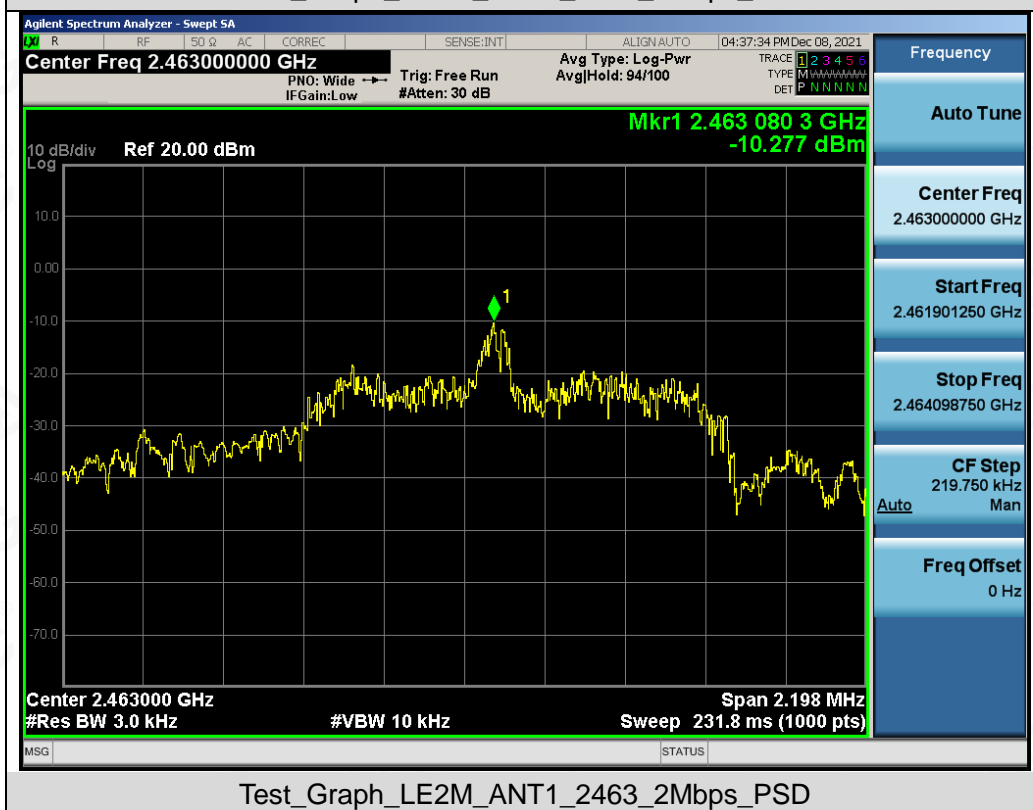 Agilent Spectrum Analyzer - Swept SA
LXI R RF 50 Ω AC CORREC SENSE:INT ALIGN AUTO 04:37:34 PM Dec 08, 2021
Center Freq 2.463000000 GHz Avg Type: Log-Pwr TRACE 1 2 3 4 5 6
PNO: Wide Trig: Free Run Avg|Hold: 94/100 TYPE M W W W W W
IFGain:Low #Atten: 30 dB DET P N N N N N
Mkr1 2.463 080 3 GHz
-10.277 dBm
10 dB/div Ref 20.00 dBm
Log
10.0
0.00
-10.0
-20.0
-30.0
-40.0
-50.0
-60.0
-70.0
1
Center 2.463000 GHz Span 2.198 MHz
#Res BW 3.0 kHz #VBW 10 kHz Sweep 231.8 ms (1000 pts)
MSG STATUS
Frequency
Auto Tune
Center Freq
2.463000000 GHz
Start Freq
2.461901250 GHz
Stop Freq
2.464098750 GHz
CF Step
219.750 kHz
Auto Man
Freq Offset
0 Hz
Test_Graph_LE2M_ANT1_2463_2Mbps_PSD